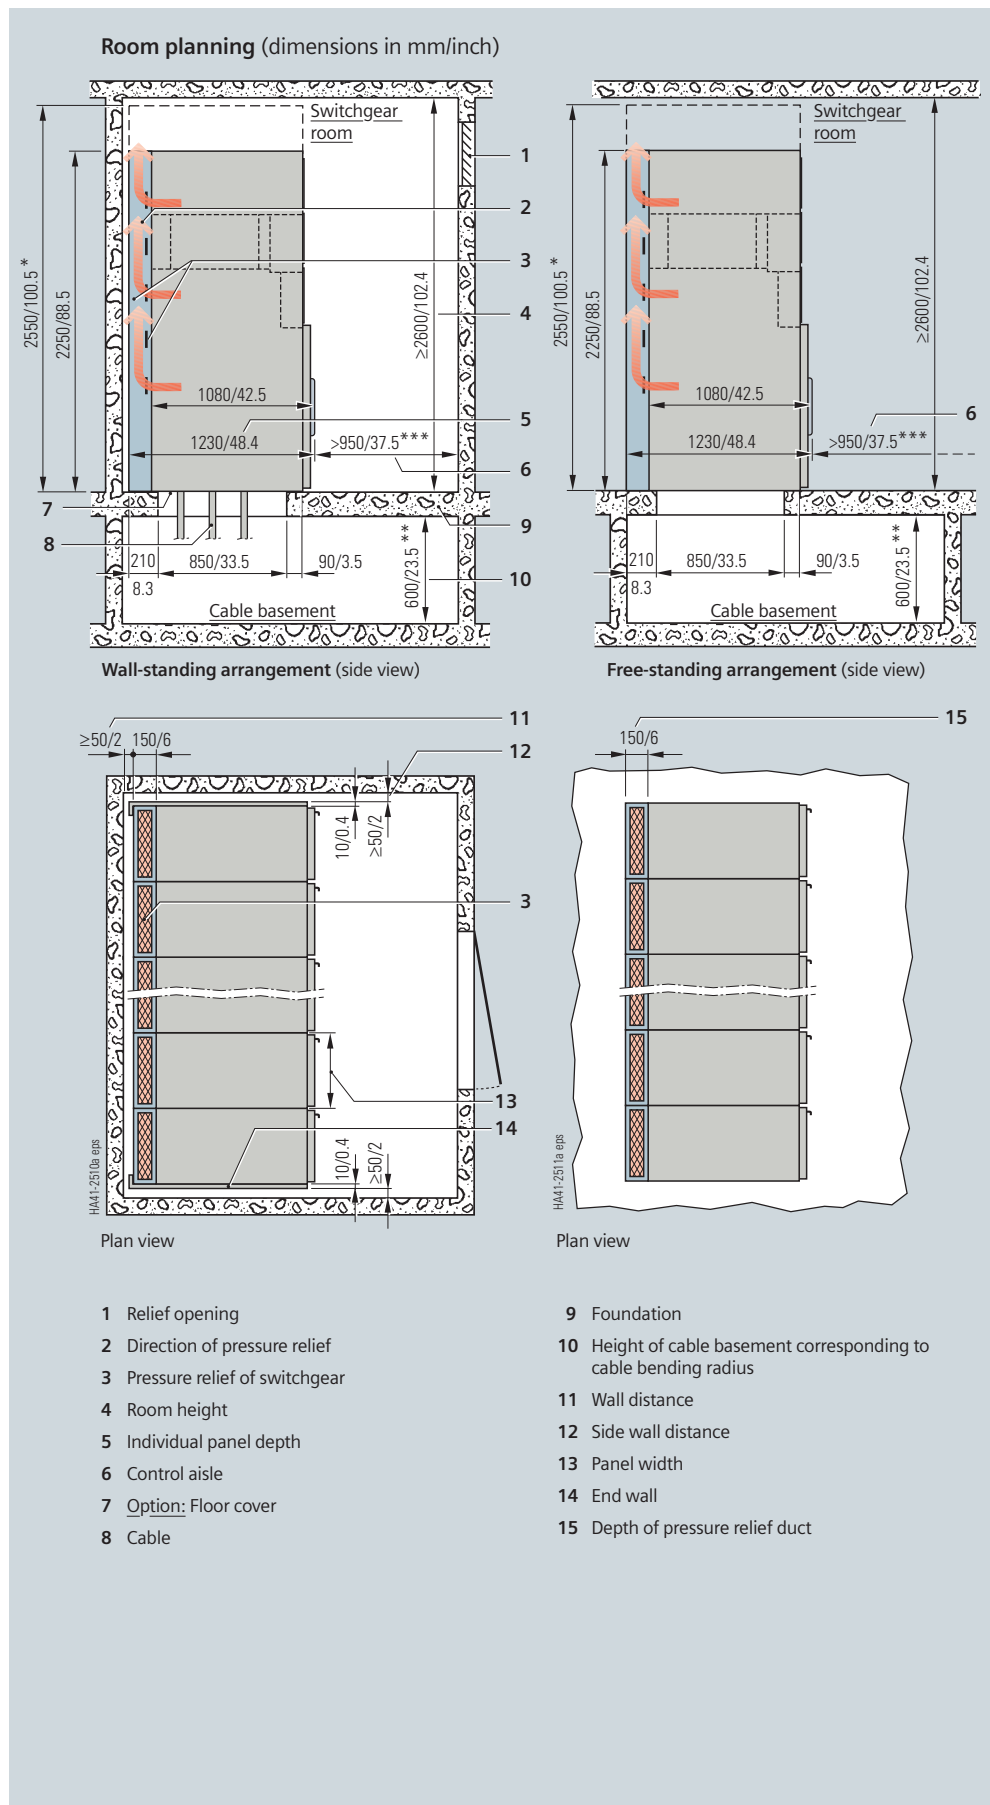 Room planning (dimensions in mm/inch)
Switchgear
room
1
2
3
4
5
6
7
8
9
10
2550/100.5 *
2250/88.5
≥2600/102.4
1080/42.5
1230/48.4
>950/37.5***
210
8.3
850/33.5
90/3.5
600/23.5 **
Cable basement
Wall-standing arrangement (side view)
Switchgear
room
2550/100.5 *
2250/88.5
≥2600/102.4
1080/42.5
6
1230/48.4
>950/37.5***
210
8.3
850/33.5
90/3.5
600/23.5 **
Cable basement
Free-standing arrangement (side view)
11
≥50/2
150/6
12
10/0.4
≥50/2
3
13
14
10/0.4
≥50/2
HA41-2510a eps
Plan view
15
150/6
HA41-2511a eps
Plan view
1 Relief opening
2 Direction of pressure relief
3 Pressure relief of switchgear
4 Room height
5 Individual panel depth
6 Control aisle
7 Option: Floor cover
8 Cable
9 Foundation
10 Height of cable basement corresponding to
cable bending radius
11 Wall distance
12 Side wall distance
13 Panel width
14 End wall
15 Depth of pressure relief duct